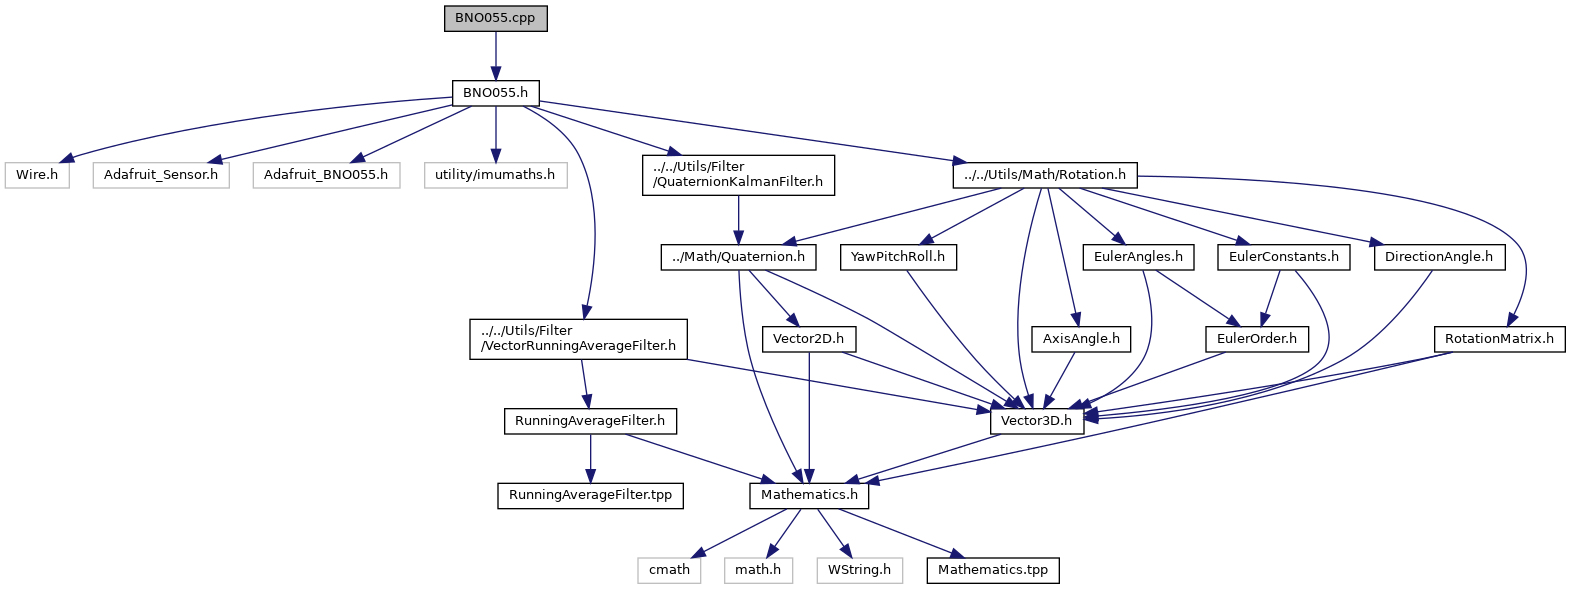 BNO055.cpp
BNO055.h
Wire.h
Adafruit_Sensor.h
Adafruit_BNO055.h
utility/imumaths.h
../../Utils/Filter
/QuaternionKalmanFilter.h
../../Utils/Math/Rotation.h
../Math/Quaternion.h
YawPitchRoll.h
EulerAngles.h
EulerConstants.h
DirectionAngle.h
../../Utils/Filter
/VectorRunningAverageFilter.h
Vector2D.h
AxisAngle.h
EulerOrder.h
RotationMatrix.h
RunningAverageFilter.h
Vector3D.h
RunningAverageFilter.tpp
Mathematics.h
cmath
math.h
WString.h
Mathematics.tpp